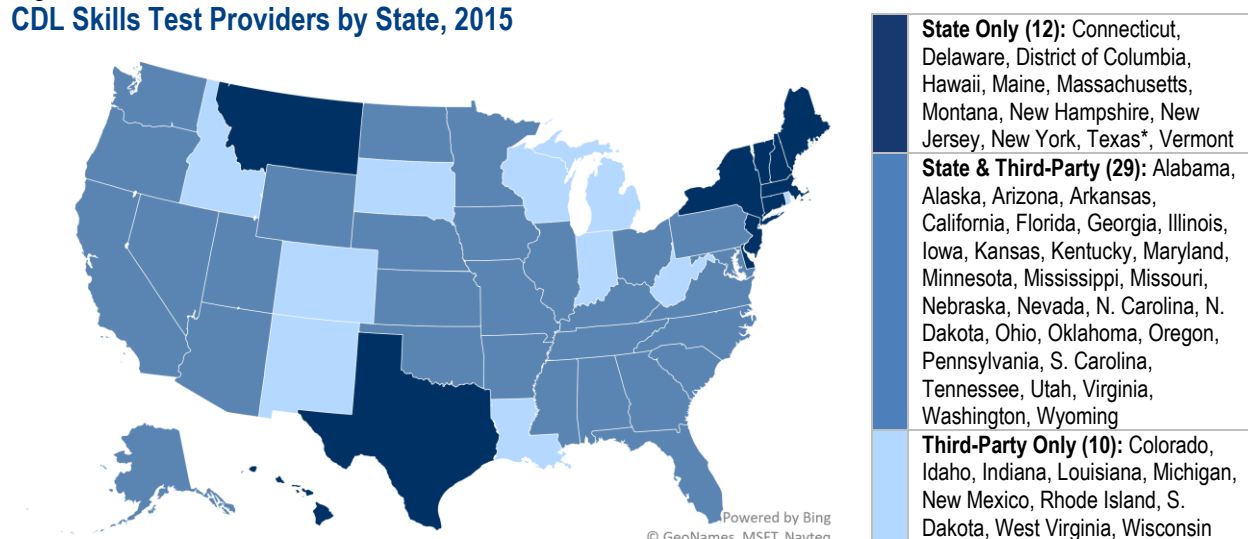 CDL Skills Test Providers by State, 2015
State Only (12): Connecticut,
Delaware, District of Columbia,
Hawaii, Maine, Massachusetts,
Montana, New Hampshire, New
Jersey, New York, Texas*, Vermont
State & Third-Party (29): Alabama,
Alaska, Arizona, Arkansas,
California, Florida, Georgia, Illinois,
Iowa, Kansas, Kentucky, Maryland,
Minnesota, Mississippi, Missouri,
Nebraska, Nevada, N. Carolina, N.
Dakota, Ohio, Oklahoma, Oregon,
Pennsylvania, S. Carolina,
Tennessee, Utah, Virginia,
Washington, Wyoming
Third-Party Only (10): Colorado,
Idaho, Indiana, Louisiana, Michigan,
New Mexico, Rhode Island, S.
Dakota, West Virginia, Wisconsin
Powered by Bing
© GeoNames, MSFT, Navteq